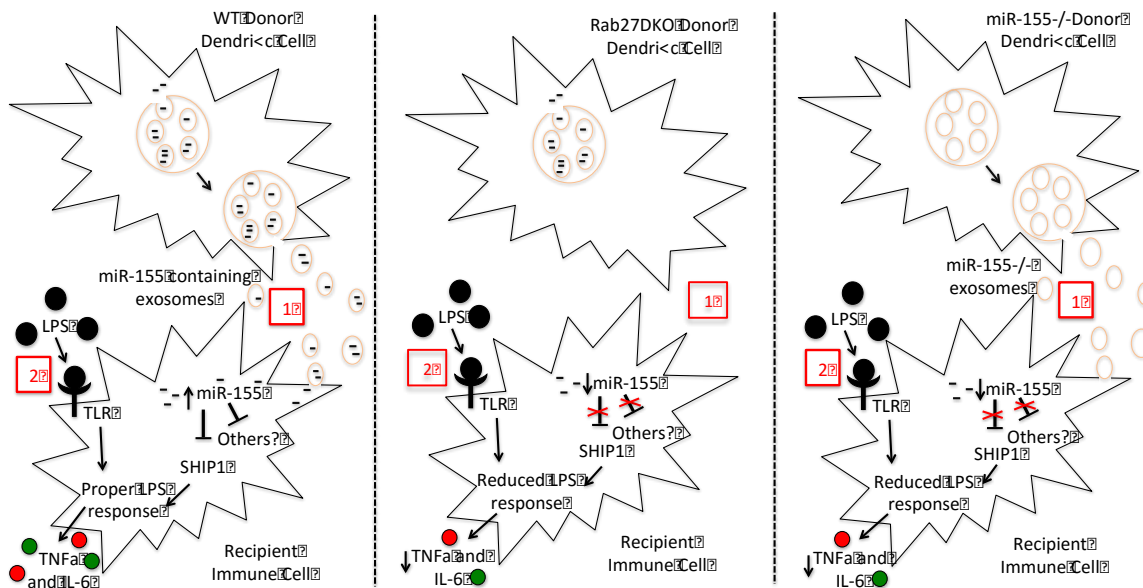 WT Donor
Dendri<c Cell
miR-155 containing
exosomes
1
LPS
2
TLR
miR-155
Others?
SHIP1
Proper LPS
response
TNFa
and IL-6
Recipient
Immune Cell
Rab27DKO Donor
Dendri<c Cell
1
LPS
2
TLR
miR-155
Others?
SHIP1
Reduced LPS
response
TNFa and
IL-6
Recipient
Immune Cell
miR-155-/- Donor
Dendri<c Cell
miR-155-/-
exosomes
1
LPS
2
TLR
miR-155
Others?
SHIP1
Reduced LPS
response
TNFa and
IL-6
Recipient
Immune Cell